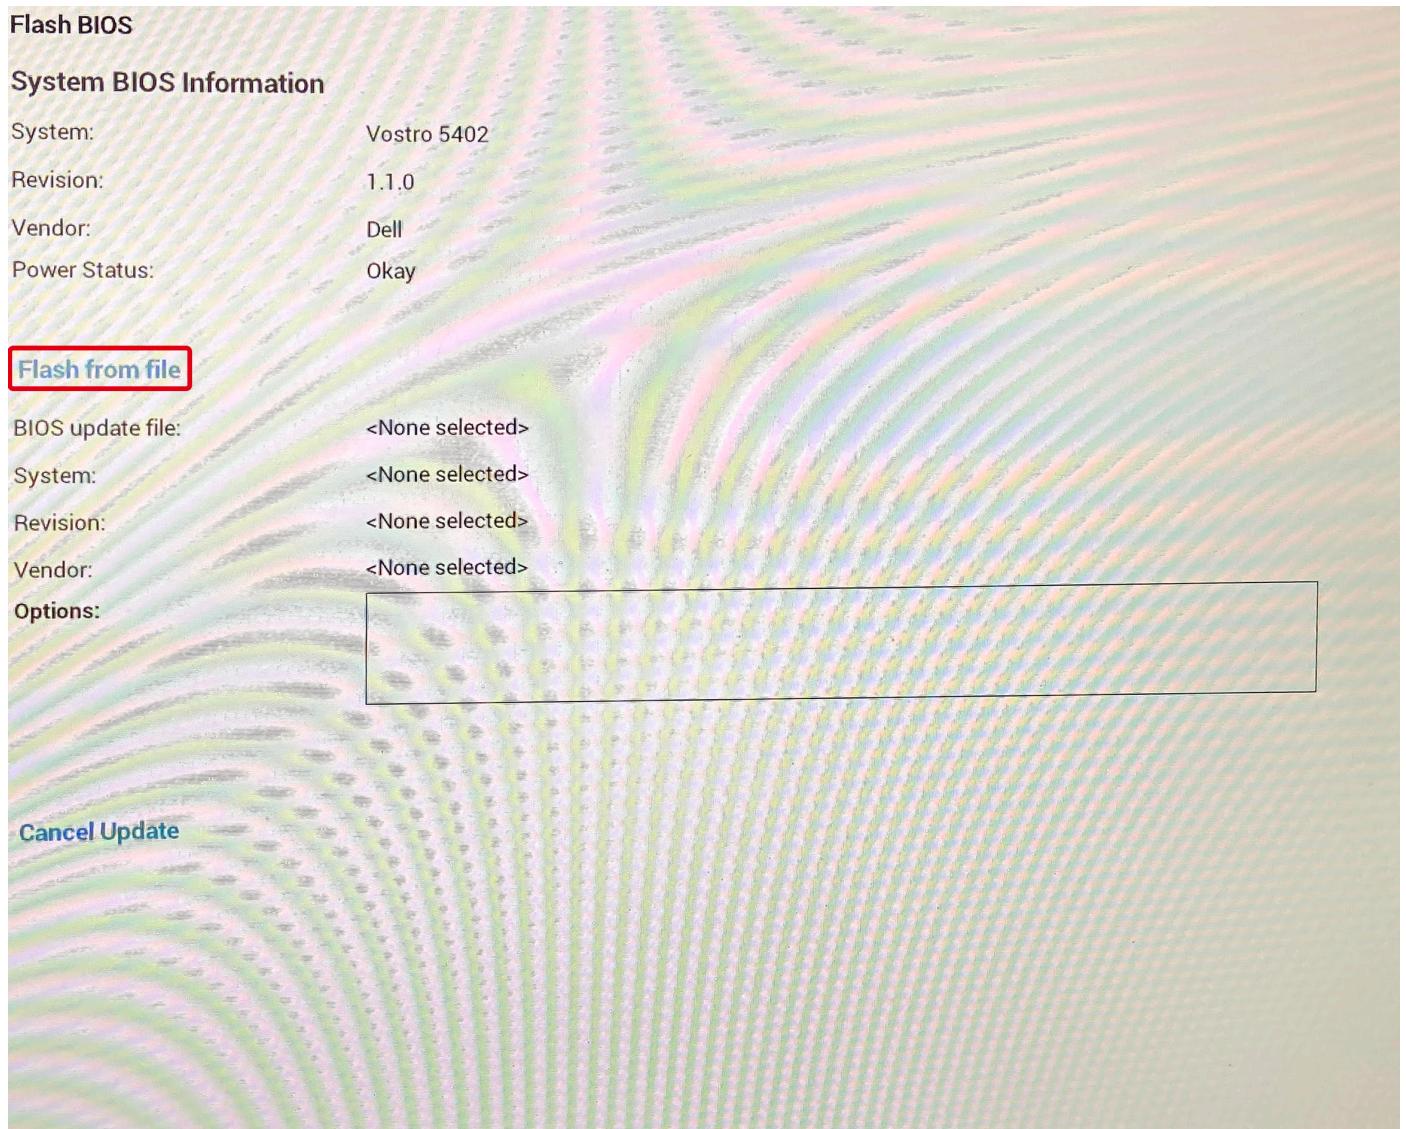 Flash BIOS
System BIOS Information
System: Vostro 5402
Revision: 1.1.0
Vendor: Dell
Power Status: Okay
Flash from file
BIOS update file: <None selected>
System: <None selected>
Revision: <None selected>
Vendor: <None selected>
Options:
Cancel Update